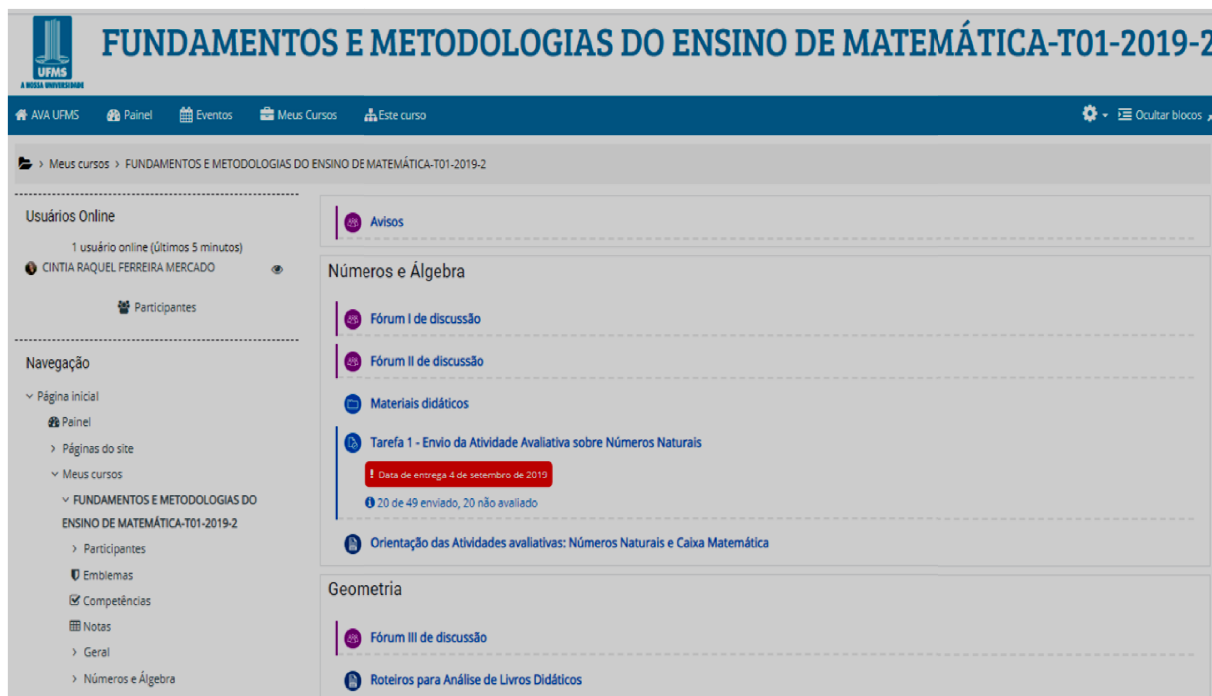 UFMS
A NOSSA UNIVERSIDADE
FUNDAMENTOS E METODOLOGIAS DO ENSINO DE MATEMÁTICA-T01-2019-2
AVA UFMS Painel Eventos Meus Cursos Este curso Ocultar blocos
> Meus cursos > FUNDAMENTOS E METODOLOGIAS DO ENSINO DE MATEMÁTICA-T01-2019-2
Usuários Online
1 usuário online (últimos 5 minutos)
CINTIA RAQUEL FERREIRA MERCADO
Participantes
Navegação
Página inicial
Painel
> Páginas do site
Meus cursos
FUNDAMENTOS E METODOLOGIAS DO
ENSINO DE MATEMÁTICA-T01-2019-2
> Participantes
Emblemas
Competências
Notas
> Geral
> Números e Álgebra
Avisos
Números e Álgebra
Fórum I de discussão
Fórum II de discussão
Materiais didáticos
Tarefa 1 - Envio da Atividade Avaliativa sobre Números Naturais
! Data de entrega 4 de setembro de 2019
20 de 49 enviado, 20 não avaliado
Orientação das Atividades avaliativas: Números Naturais e Caixa Matemática
Geometria
Fórum III de discussão
Roteiros para Análise de Livros Didáticos